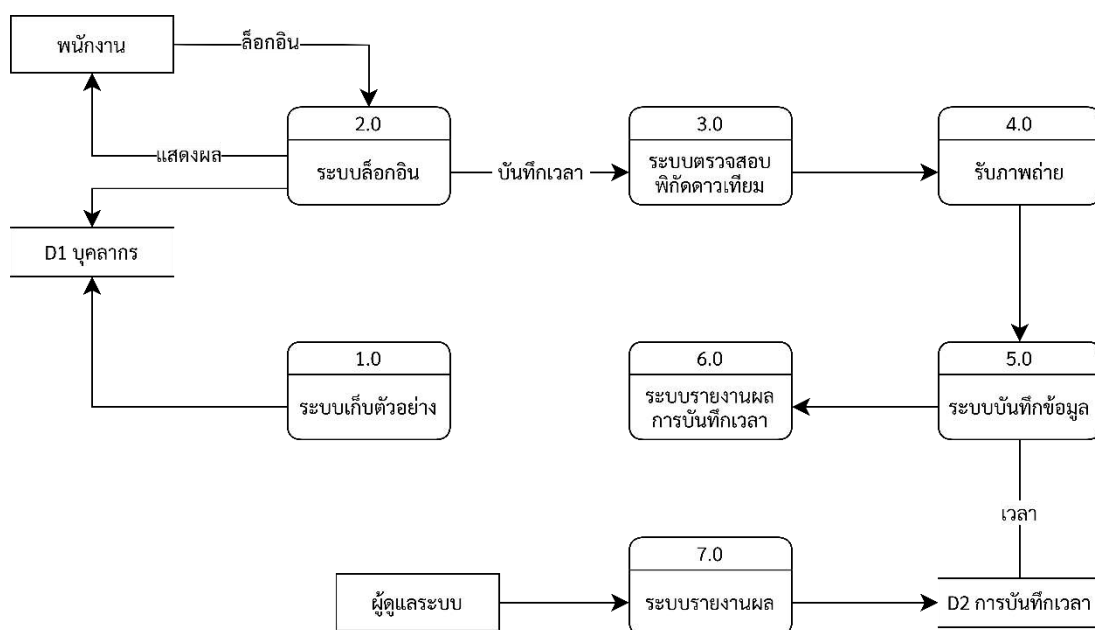 พนักงาน
ล็อกอิน
2.0
ระบบล็อกอิน
แสดงผล
บันทึกเวลา
3.0
ระบบตรวจสอบ
พิกัดดาวเทียม
4.0
รับภาพถ่าย
D1 บุคลากร
1.0
ระบบเก็บตัวอย่าง
6.0
ระบบรายงานผล
การบันทึกเวลา
5.0
ระบบบันทึกข้อมูล
เวลา
ผู้ดูแลระบบ
7.0
ระบบรายงานผล
D2 การบันทึกเวลา